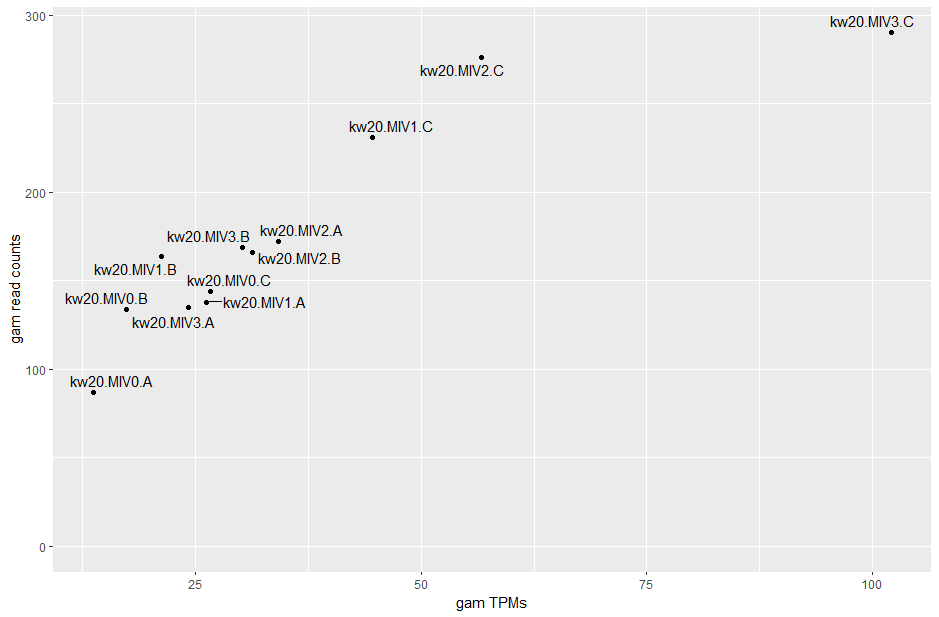 300
200
100
0
gam read counts
kw20.MIV3.C
kw20.MIV2.C
kw20.MIV1.C
kw20.MIV2.A
kw20.MIV3.B
kw20.MIV2.B
kw20.MIV1.B
kw20.MIV0.C
kw20.MIV0.B
kw20.MIV1.A
kw20.MIV3.A
kw20.MIV0.A
25
50
75
100
gam TPMs